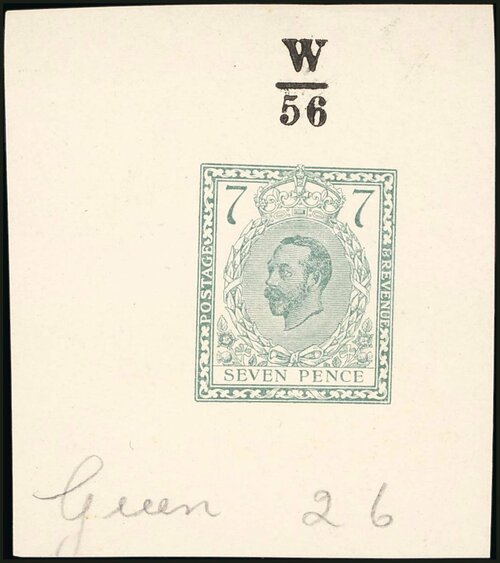 W
56
7 7
POSTAGE & REVENUE
SEVEN PENCE
Green 26